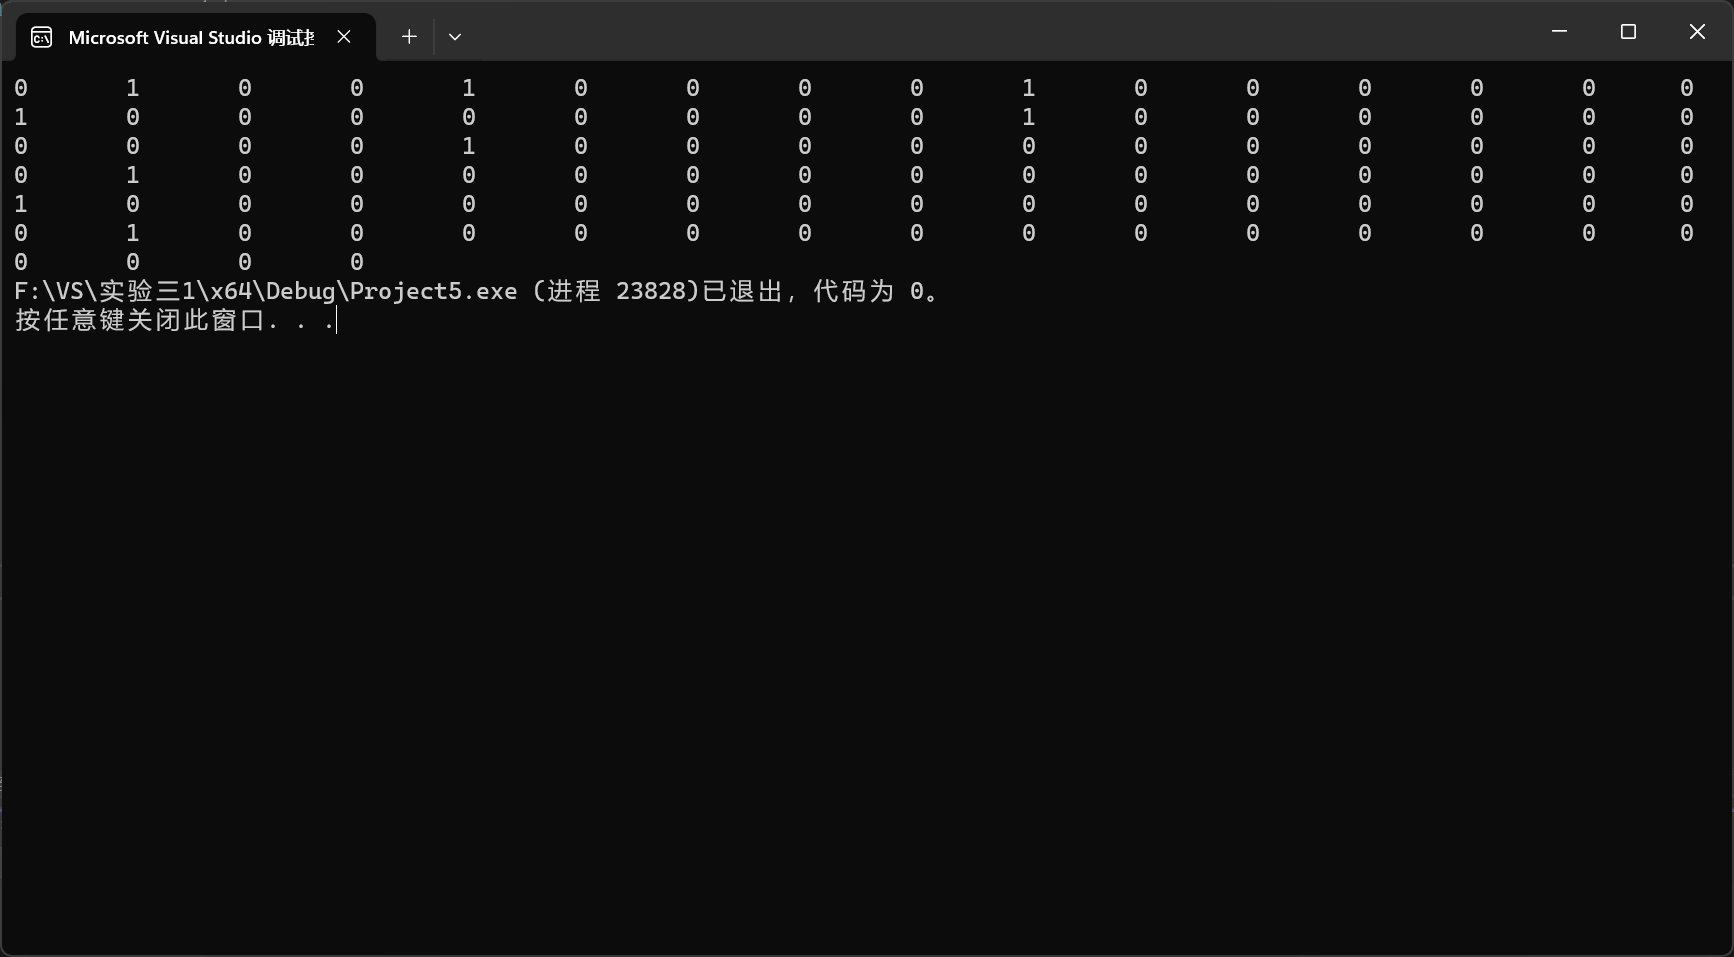 Microsoft Visual Studio 调试
0 1 0 0 1 0 0 0 0 1 0 0 0 0 0 0
1 0 0 0 0 0 0 0 0 1 0 0 0 0 0 0
0 0 0 0 1 0 0 0 0 0 0 0 0 0 0 0
0 1 0 0 0 0 0 0 0 0 0 0 0 0 0 0
1 0 0 0 0 0 0 0 0 0 0 0 0 0 0 0
0 1 0 0 0 0 0 0 0 0 0 0 0 0 0 0
0 0 0 0
F:\VS\实验三1\x64\Debug\Project5.exe (进程 23828)已退出，代码为 0。
按任意键关闭此窗口. . .